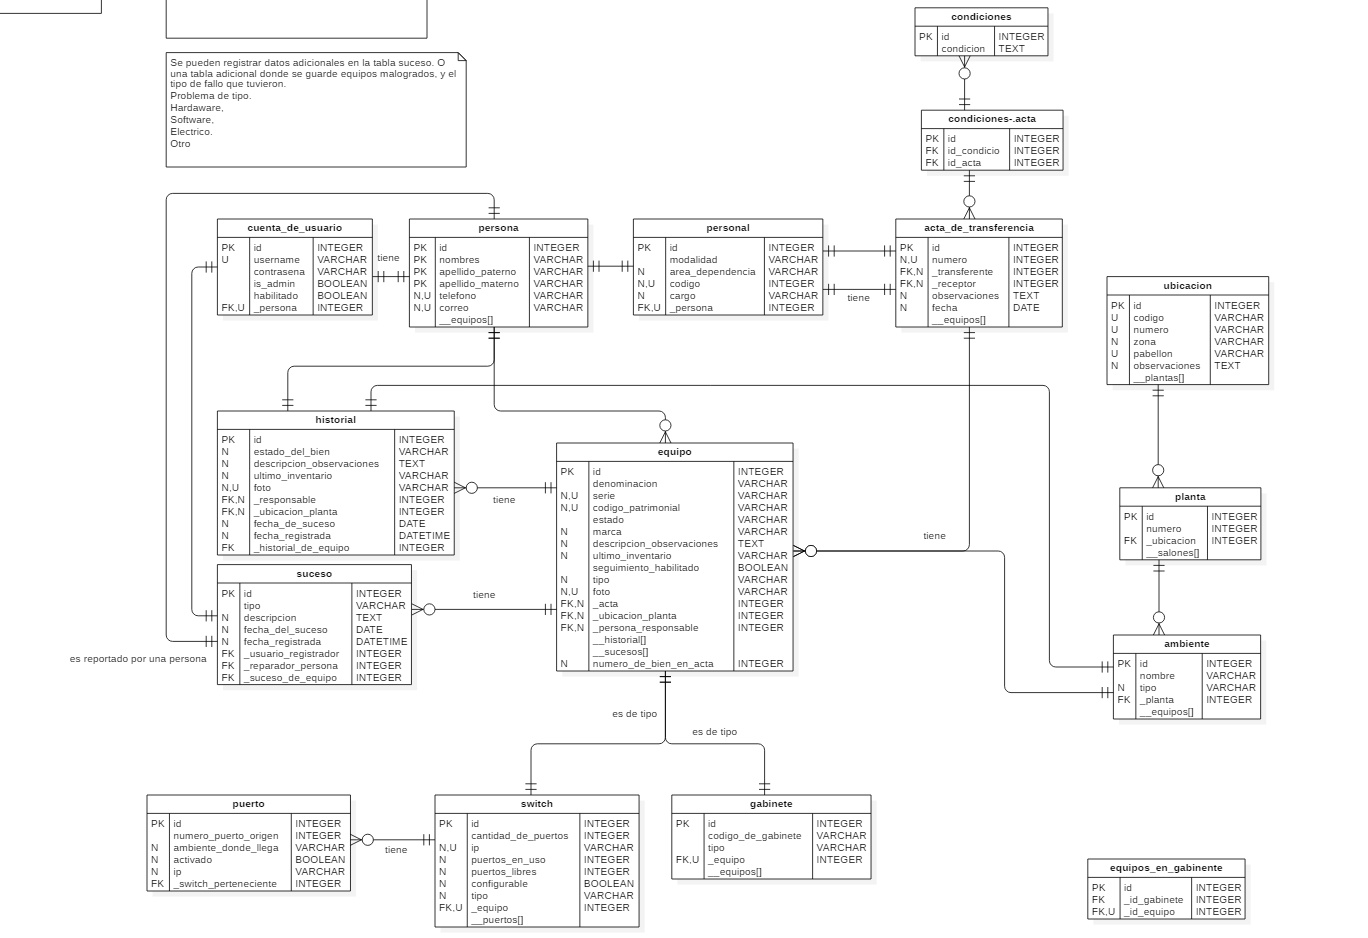 condiciones
PK id INTEGER
condicion TEXT
Se pueden registrar datos adicionales en la tabla suceso. O
una tabla adicional donde se guarde equipos malogrados, y el
tipo de fallo que tuvieron.
Problema de tipo.
Hardaware,
Software,
Electrico.
Otro
condiciones-.acta
PK id INTEGER
FK id_condicio INTEGER
FK id_acta INTEGER
cuenta_de_usuario
PK id INTEGER
U username VARCHAR
contrasena VARCHAR
is_admin BOOLEAN
habilitado BOOLEAN
FK,U _persona INTEGER
tiene
persona
PK id INTEGER
PK nombres VARCHAR
PK apellido_paterno VARCHAR
PK apellido_materno VARCHAR
N,U telefono VARCHAR
N,U correo VARCHAR
__equipos[]
personal
PK id INTEGER
modalidad VARCHAR
N area_dependencia VARCHAR
N,U codigo INTEGER
N cargo VARCHAR
FK,U _persona INTEGER
tiene
acta_de_transferencia
PK id INTEGER
N,U numero INTEGER
FK,N _transferente INTEGER
FK,N _receptor INTEGER
N observaciones TEXT
N fecha DATE
__equipos[]
ubicacion
PK id INTEGER
U codigo VARCHAR
U numero VARCHAR
N zona VARCHAR
U pabellon VARCHAR
N observaciones TEXT
__plantas[]
historial
PK id INTEGER
N estado_del_bien VARCHAR
N descripcion_observaciones TEXT
N ultimo_inventario VARCHAR
N,U foto VARCHAR
FK,N _responsable INTEGER
FK,N _ubicacion_planta INTEGER
N fecha_de_suceso DATE
N fecha_registrada DATETIME
FK _historial_de_equipo INTEGER
tiene
equipo
PK id INTEGER
denominacion VARCHAR
N,U serie VARCHAR
N,U codigo_patrimonial VARCHAR
estado VARCHAR
N marca VARCHAR
N descripcion_observaciones TEXT
N ultimo_inventario VARCHAR
seguimiento_habilitado BOOLEAN
N tipo VARCHAR
N,U foto VARCHAR
FK,N _acta INTEGER
FK,N _ubicacion_planta INTEGER
FK,N _persona_responsable INTEGER
__historial[]
__sucesos[]
N numero_de_bien_en_acta INTEGER
tiene
planta
PK id INTEGER
numero INTEGER
FK _ubicacion INTEGER
__salones[]
suceso
PK id INTEGER
tipo VARCHAR
N descripcion TEXT
N fecha_del_suceso DATE
N fecha_registrada DATETIME
FK _usuario_registrador INTEGER
FK _reparador_persona INTEGER
FK _suceso_de_equipo INTEGER
tiene
es reportado por una persona
ambiente
PK id INTEGER
nombre VARCHAR
N tipo VARCHAR
FK _planta INTEGER
__equipos[]
es de tipo
es de tipo
puerto
PK id INTEGER
numero_puerto_origen INTEGER
N ambiente_donde_llega VARCHAR
N activado BOOLEAN
N ip VARCHAR
FK _switch_perteneciente INTEGER
tiene
switch
PK id INTEGER
cantidad_de_puertos INTEGER
N,U ip VARCHAR
N puertos_en_uso INTEGER
N puertos_libres INTEGER
N configurable BOOLEAN
N tipo VARCHAR
FK,U _equipo INTEGER
__puertos[]
gabinete
PK id INTEGER
codigo_de_gabinete VARCHAR
tipo VARCHAR
FK,U _equipo INTEGER
__equipos[]
equipos_en_gabinente
PK id INTEGER
FK _id_gabinete INTEGER
FK,U _id_equipo INTEGER